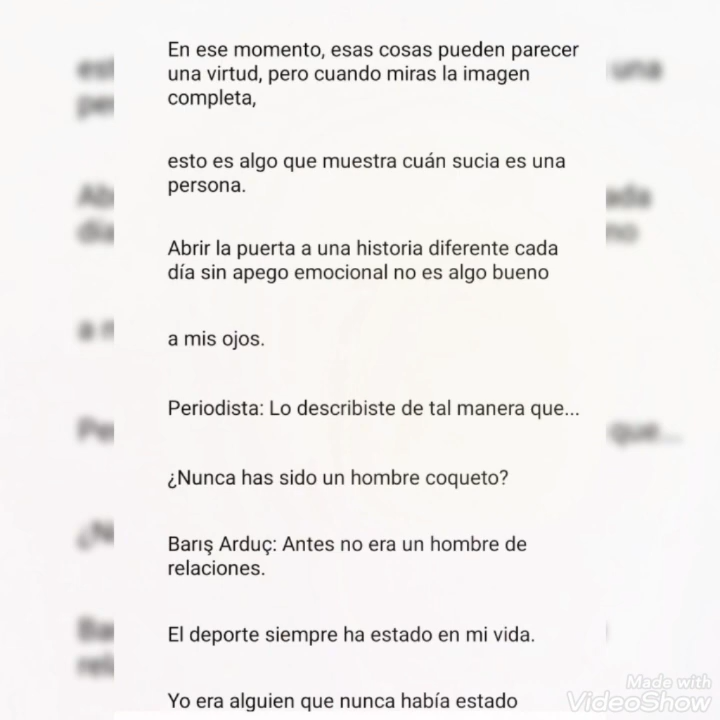 En ese momento, esas cosas pueden parecer
una virtud, pero cuando miras la imagen
completa,
esto es algo que muestra cuán sucia es una
persona.
Abrir la puerta a una historia diferente cada
día sin apego emocional no es algo bueno
a mis ojos.
Periodista: Lo describiste de tal manera que...
¿Nunca has sido un hombre coqueto?
Barış Arduç: Antes no era un hombre de
relaciones.
El deporte siempre ha estado en mi vida.
Yo era alguien que nunca había estado
Made with
VideoShow